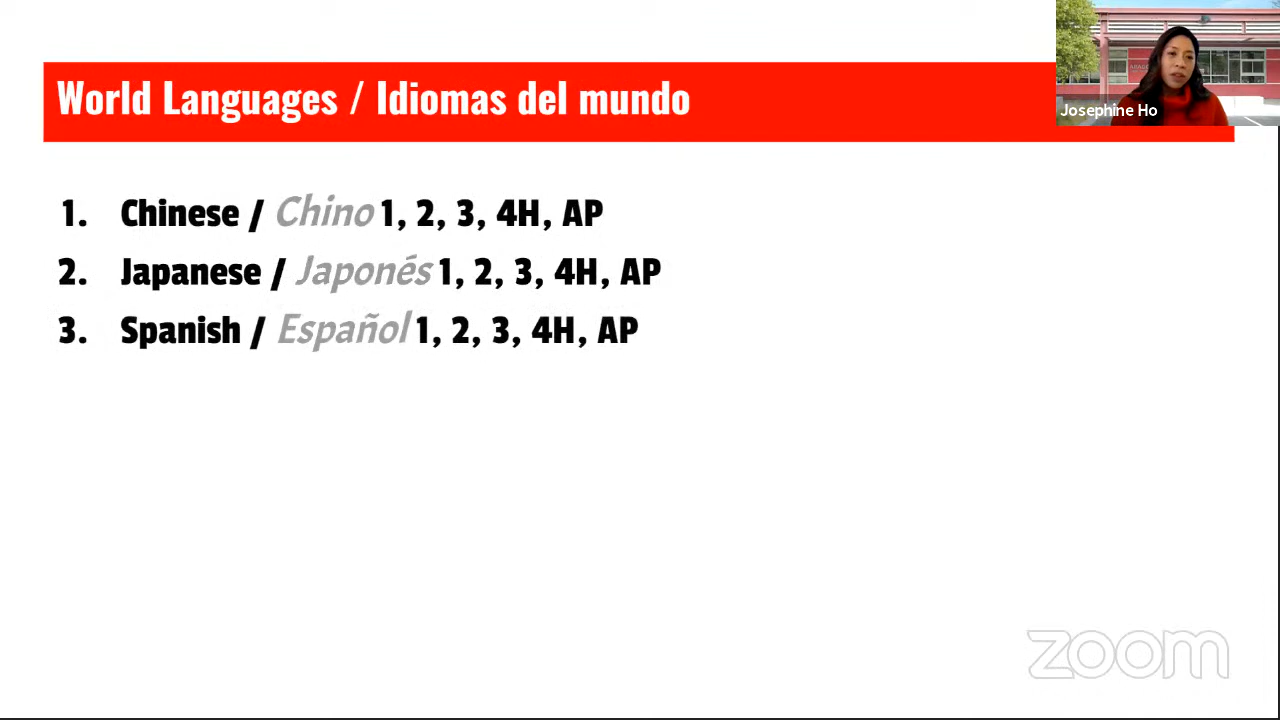 World Languages / Idiomas del mundo
Josephine Ho
1. Chinese / Chino 1, 2, 3, 4H, AP
2. Japanese / Japonés 1, 2, 3, 4H, AP
3. Spanish / Español 1, 2, 3, 4H, AP
zoom